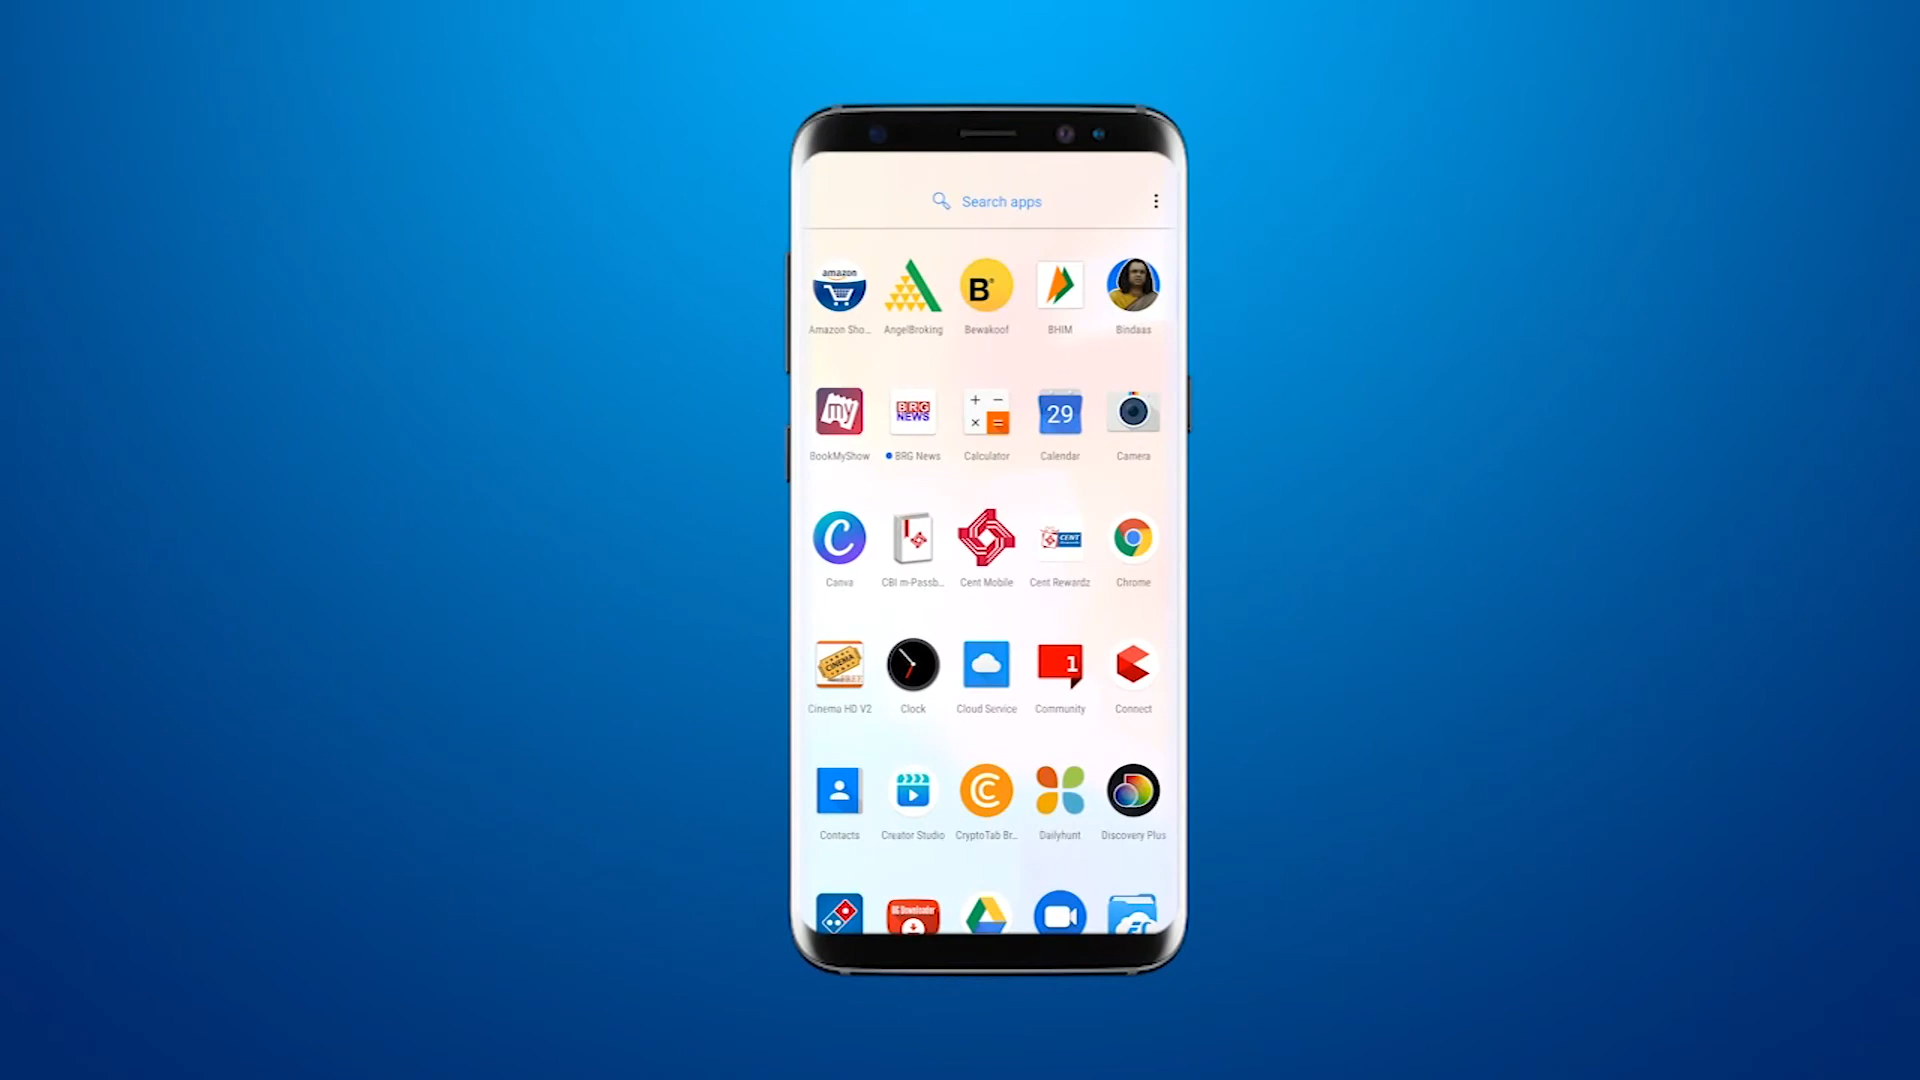 Search apps
amazon
Amazon Sho...
AngelBroking
B
Bewakoof
BHIM
Bindaas
my
BookMyShow
BRG
NEWS
BRG News
+ −
× =
Calculator
29
Calendar
Camera
C
Canva
CBI m-Passb...
Cent Mobile
CENT
Cent Rewardz
Chrome
CINEMA
Cinema HD V2
Clock
Cloud Service
1
Community
Connect
Contacts
Creator Studio
C
CryptoTab Br...
Dailyhunt
Discovery Plus